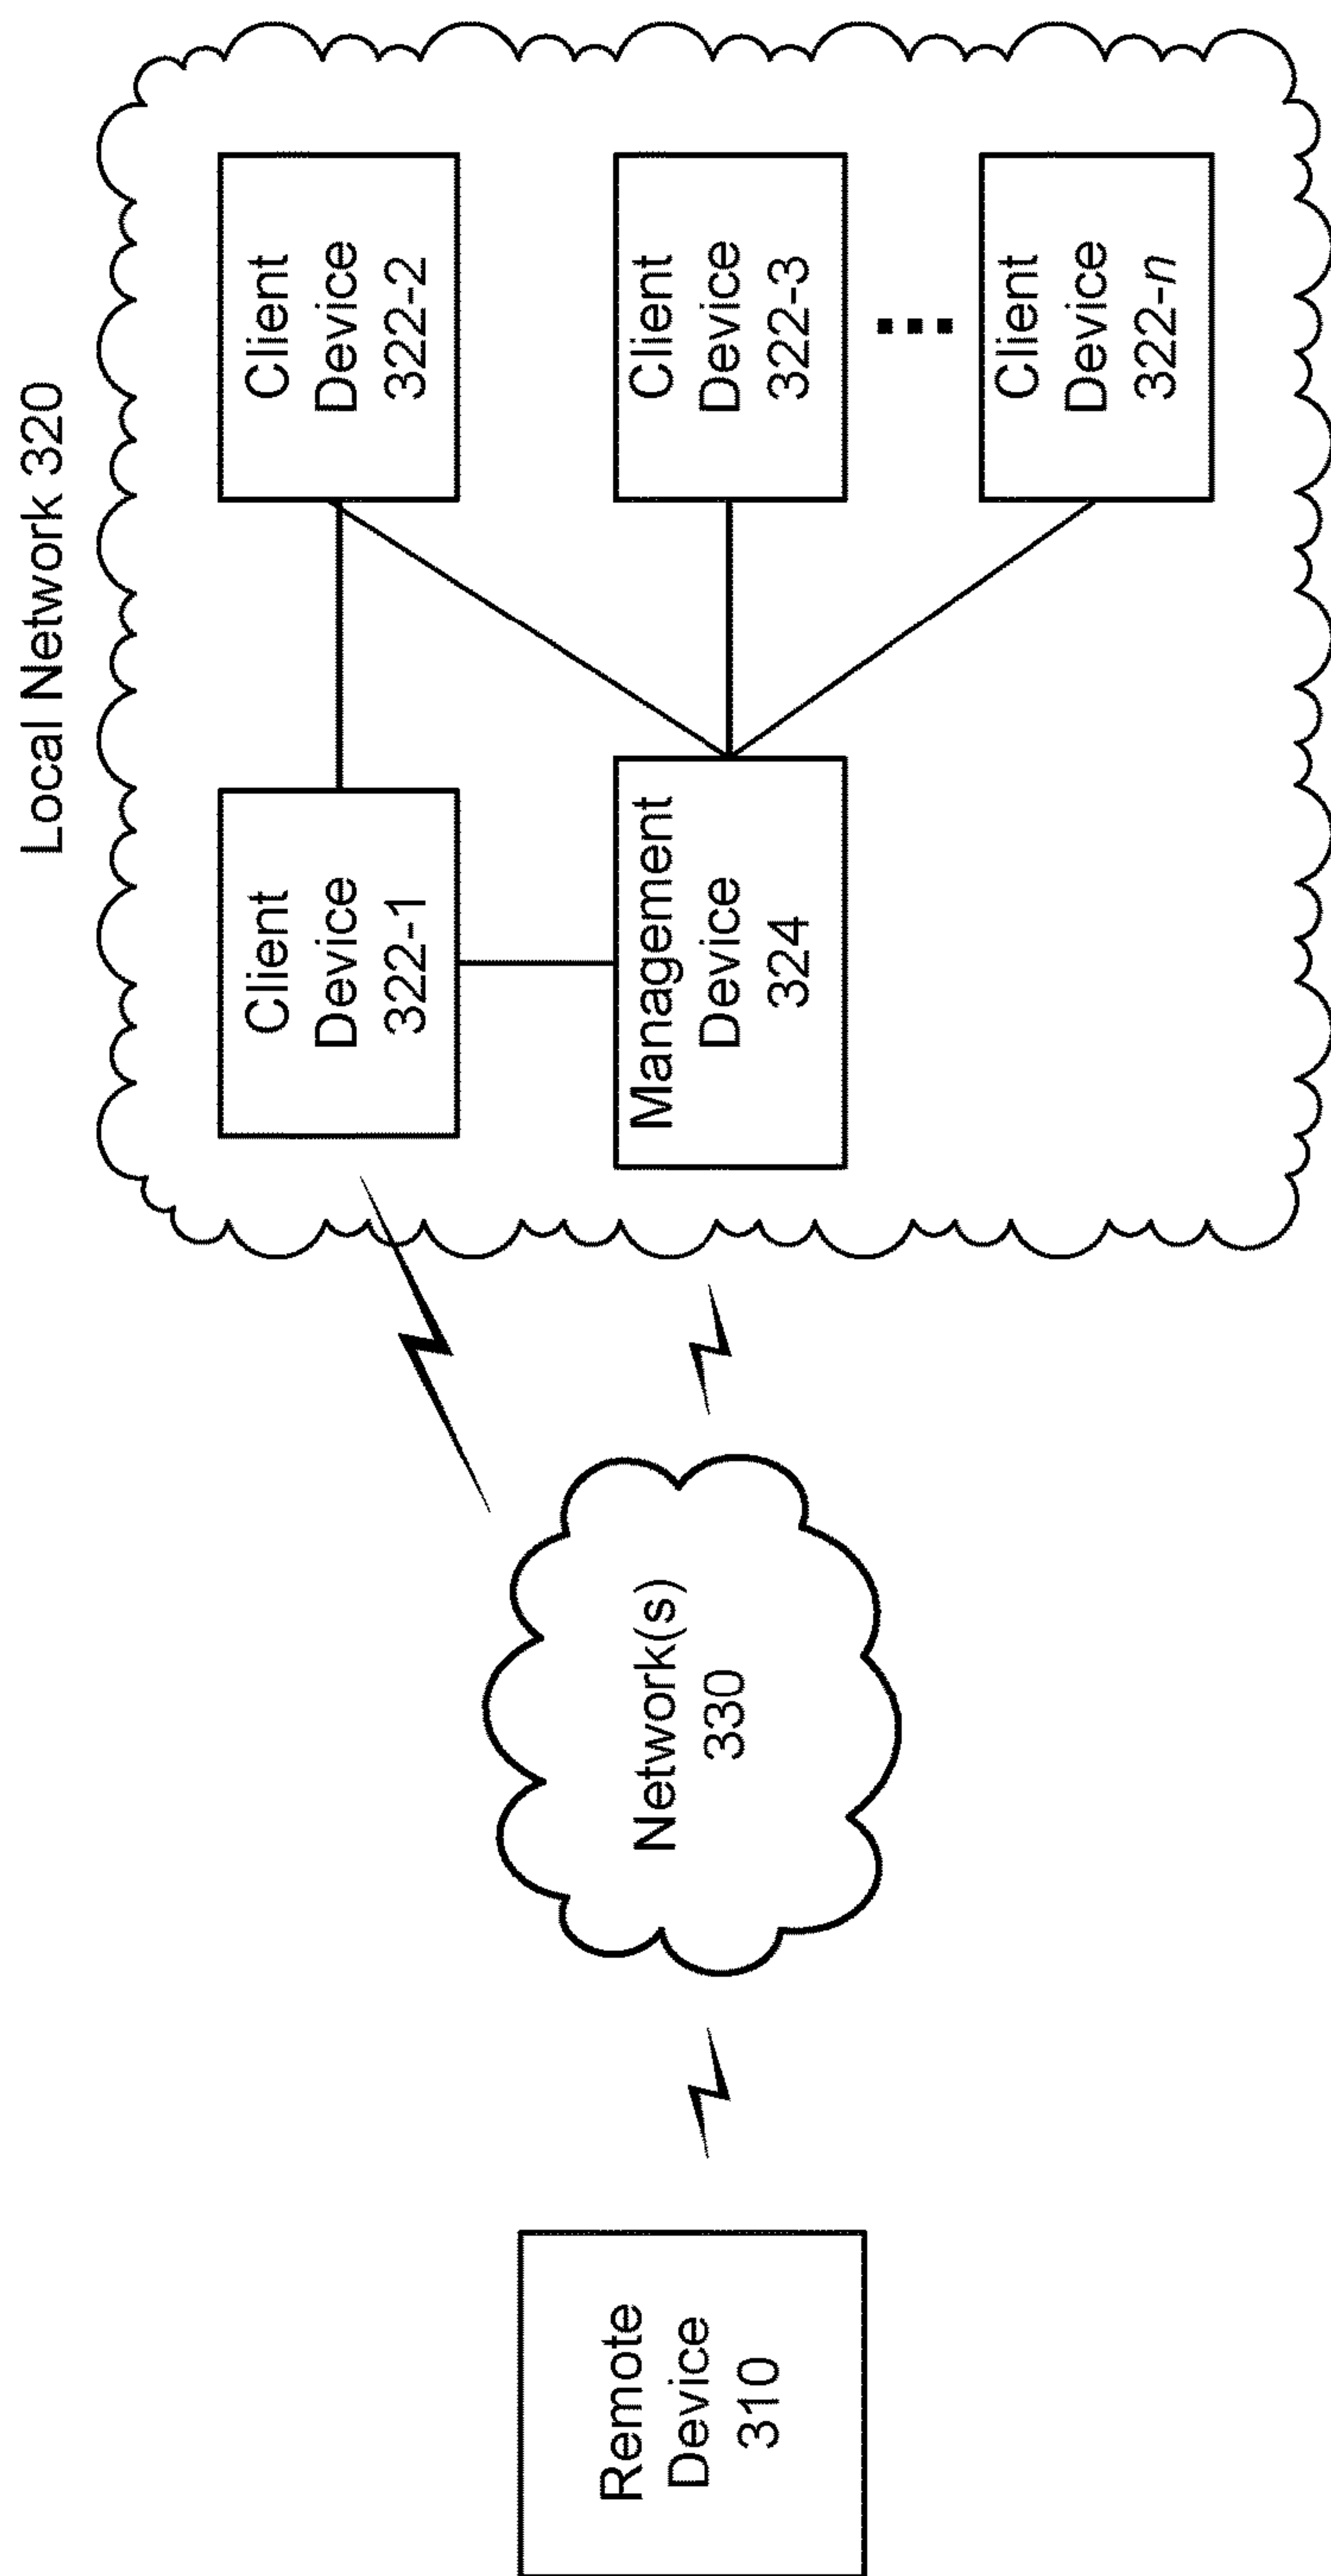 Local Network 320
Client
Device
322-1
Client
Device
322-2
Management
Device
324
Client
Device
322-3
Client
Device
322-n
Network(s)
330
Remote
Device
310